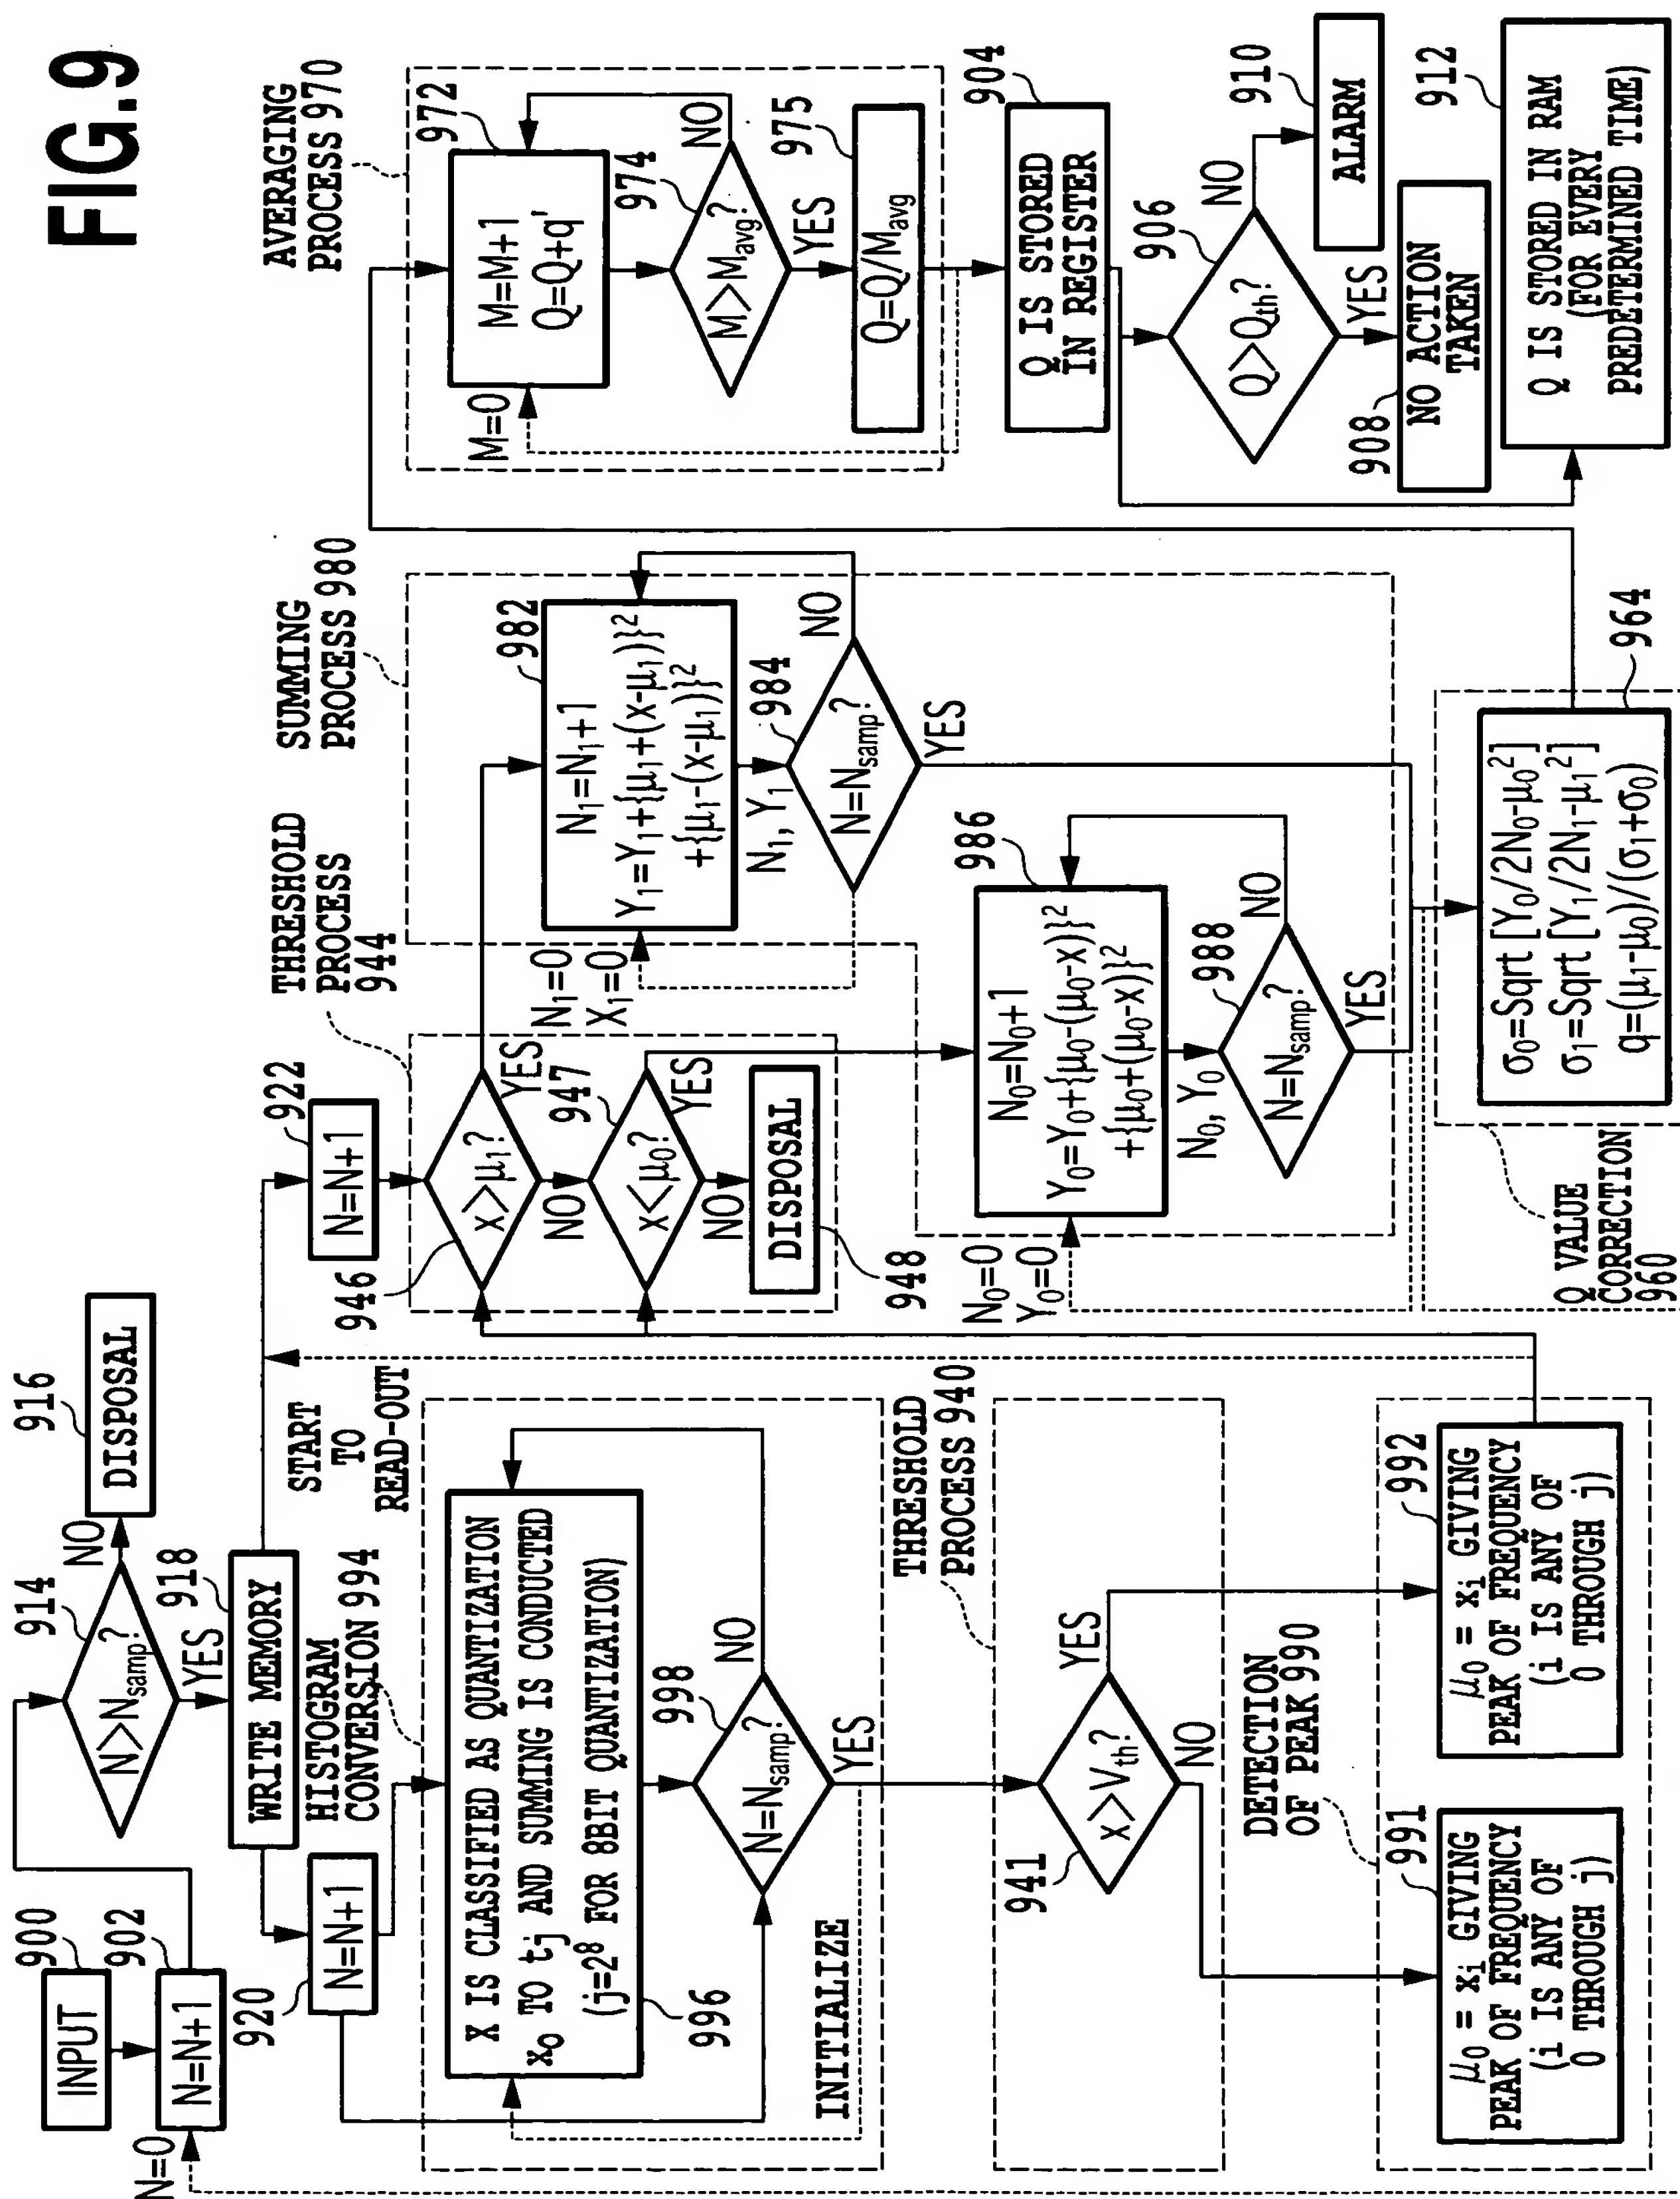 FIG.9
INPUT
900
N=N+1
902
N=0
914
N>Nsamp?
NO
YES
916
DISPOSAL
918
WRITE MEMORY
920
N=N+1
HISTOGRAM
CONVERSION 994
START
TO
READ-OUT
X IS CLASSIFIED AS QUANTIZATION
x0 TO tj AND SUMMING IS CONDUCTED
(j=2⁸ FOR 8BIT QUANTIZATION)
996
998
N=Nsamp?
NO
YES
INITIALIZE
THRESHOLD
PROCESS 940
941
x>Vth?
YES
NO
DETECTION
OF PEAK 990
991
μ₀ = xᵢ GIVING
PEAK OF FREQUENCY
(i IS ANY OF
0 THROUGH j)
992
μ₀ = xᵢ GIVING
PEAK OF FREQUENCY
(i IS ANY OF
0 THROUGH j)
922
N=N+1
THRESHOLD
PROCESS
944
946
x>μ₁?
YES
NO
947
x<μ₀?
YES
NO
DISPOSAL
948
SUMMING
PROCESS 980
982
N₁=N₁+1
Y₁=Y₁+{μ₁+(x-μ₁)}²
+{μ₁-(x-μ₁)}²
N₁=0
X₁=0
N₁, Y₁
984
N=Nsamp?
NO
YES
986
N₀=N₀+1
Y₀=Y₀+{μ₀-(μ₀-x)}²
+{μ₀+(μ₀-x)}²
N₀=0
Y₀=0
N₀, Y₀
988
N=Nsamp?
NO
YES
Q VALUE
CORRECTION
960
964
σ₀=Sqrt[Y₀/2N₀-μ₀²]
σ₁=Sqrt[Y₁/2N₁-μ₁²]
q=(μ₁-μ₀)/(σ₁+σ₀)
AVERAGING
PROCESS 970
972
M=M+1
Q=Q+q'
M=0
974
M>Mavg?
NO
YES
975
Q=Q/Mavg
904
Q IS STORED
IN REGISTER
906
Q>Qth?
NO
YES
910
ALARM
908
NO ACTION
TAKEN
912
Q IS STORED IN RAM
(FOR EVERY
PREDETERMINED TIME)